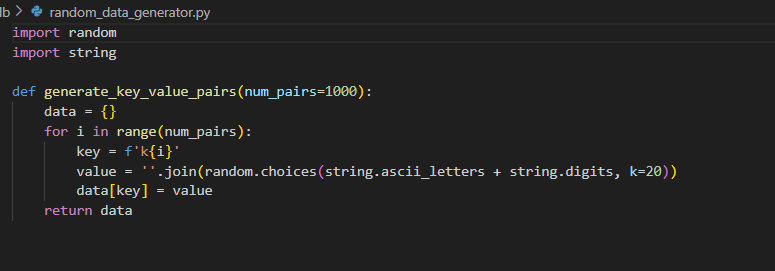 lb > random_data_generator.py
import random
import string

def generate_key_value_pairs(num_pairs=1000):
    data = {}
    for i in range(num_pairs):
        key = f'k{i}'
        value = ''.join(random.choices(string.ascii_letters + string.digits, k=20))
        data[key] = value
    return data